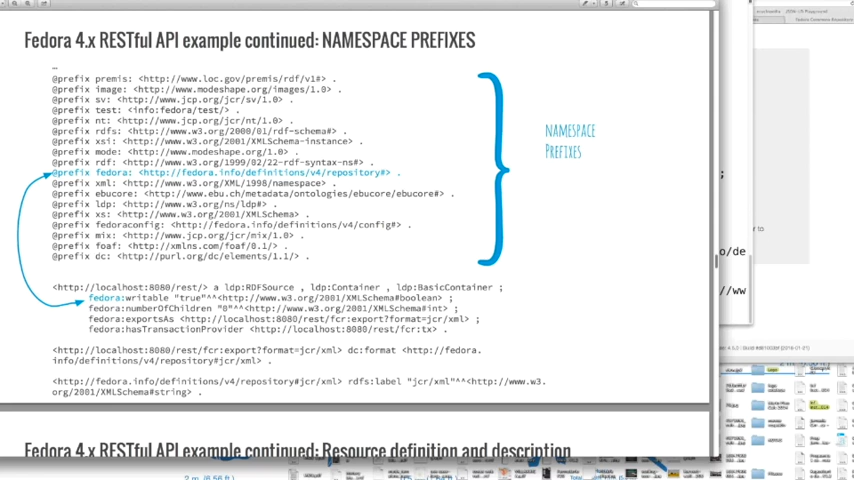 Fedora 4.x RESTful API example continued: NAMESPACE PREFIXES
…
@prefix premis: <http://www.loc.gov/premis/rdf/v1#> .
@prefix image: <http://www.modeshape.org/images/1.0> .
@prefix sv: <http://www.jcp.org/jcr/sv/1.0> .
@prefix test: <info:fedora/test/> .
@prefix nt: <http://www.jcp.org/jcr/nt/1.0> .
@prefix rdfs: <http://www.w3.org/2000/01/rdf-schema#> .
@prefix xsi: <http://www.w3.org/2001/XMLSchema-instance> .
@prefix mode: <http://www.modeshape.org/1.0> .
@prefix rdf: <http://www.w3.org/1999/02/22-rdf-syntax-ns#> .
@prefix fedora: <http://fedora.info/definitions/v4/repository#> .
@prefix xml: <http://www.w3.org/XML/1998/namespace> .
@prefix ebucore: <http://www.ebu.ch/metadata/ontologies/ebucore/ebucore#> .
@prefix ldp: <http://www.w3.org/ns/ldp#> .
@prefix xs: <http://www.w3.org/2001/XMLSchema> .
@prefix fedoraconfig: <http://fedora.info/definitions/v4/config#> .
@prefix mix: <http://www.jcp.org/jcr/mix/1.0> .
@prefix foaf: <http://xmlns.com/foaf/0.1/> .
@prefix dc: <http://purl.org/dc/elements/1.1/> .
NAMESPACE
PREFIXES
<http://localhost:8080/rest/> a ldp:RDFSource , ldp:Container , ldp:BasicContainer ;
fedora:writable "true"^^<http://www.w3.org/2001/XMLSchema#boolean> ;
fedora:numberOfChildren "0"^^<http://www.w3.org/2001/XMLSchema#int> ;
fedora:exportsAs <http://localhost:8080/rest/fcr:export?format=jcr/xml> ;
fedora:hasTransactionProvider <http://localhost:8080/rest/fcr:tx> .
<http://localhost:8080/rest/fcr:export?format=jcr/xml> dc:format <http://fedora.
info/definitions/v4/repository#jcr/xml> .
<http://fedora.info/definitions/v4/repository#jcr/xml> rdfs:label "jcr/xml"^^<http://www.w3.
org/2001/XMLSchema#string> .
Fedora 4.x RESTful API example continued: Resource definition and description
;
o/de
//ww